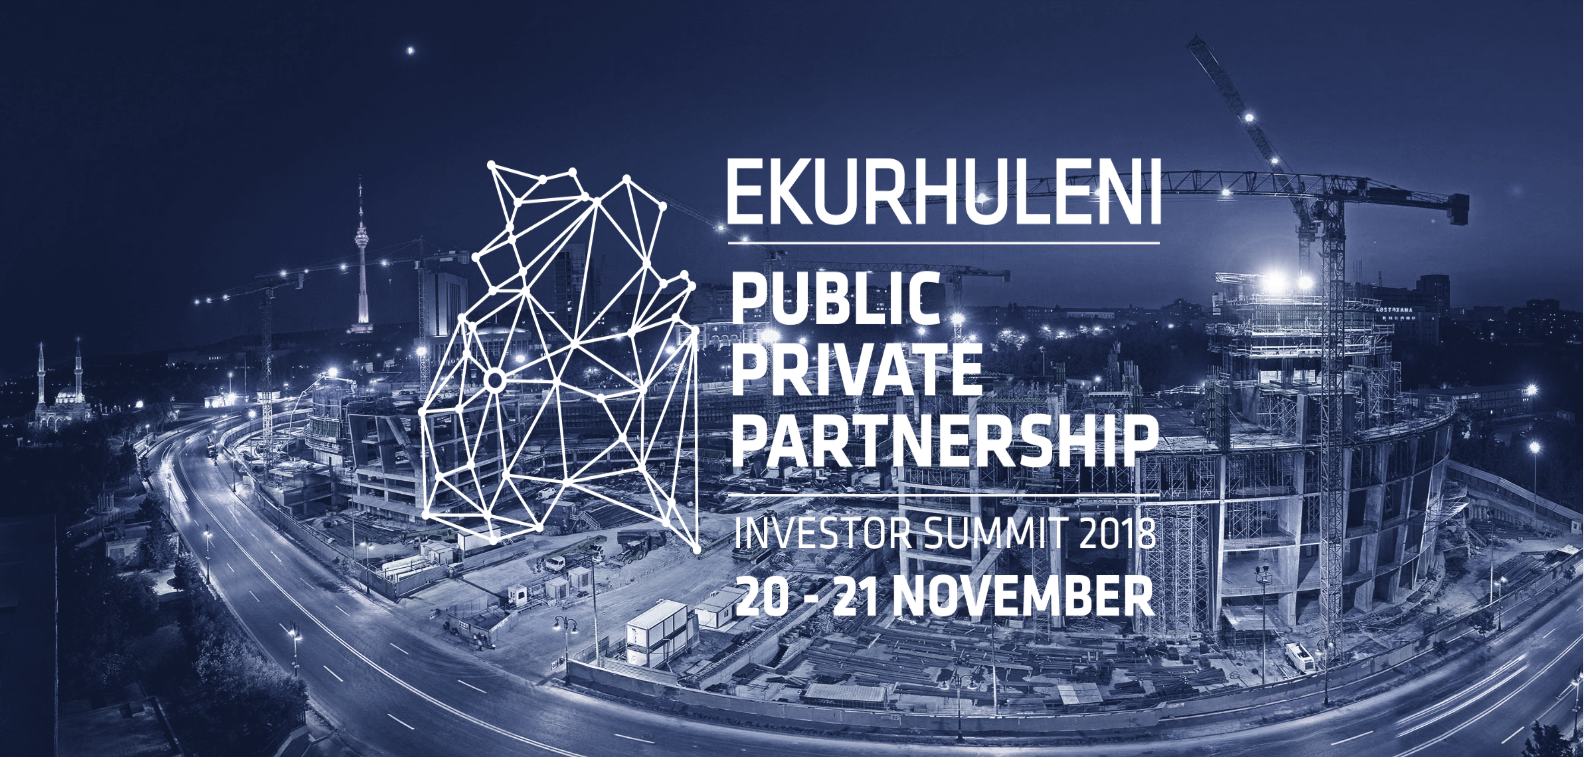 EKURHULENI
PUBLIC
PRIVATE
PARTNERSHIP
INVESTOR SUMMIT 2018
20 - 21 NOVEMBER